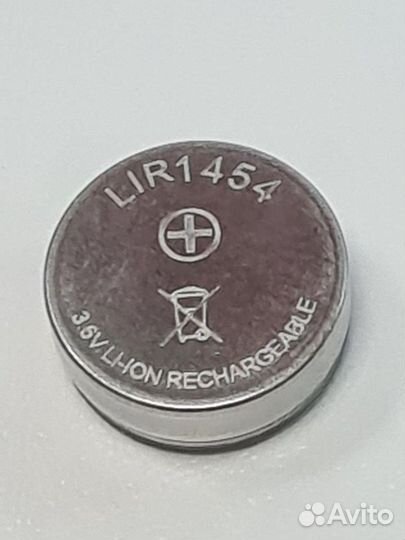 LIR1454
3.6V LI-ION RECHARGEABLE
Avito